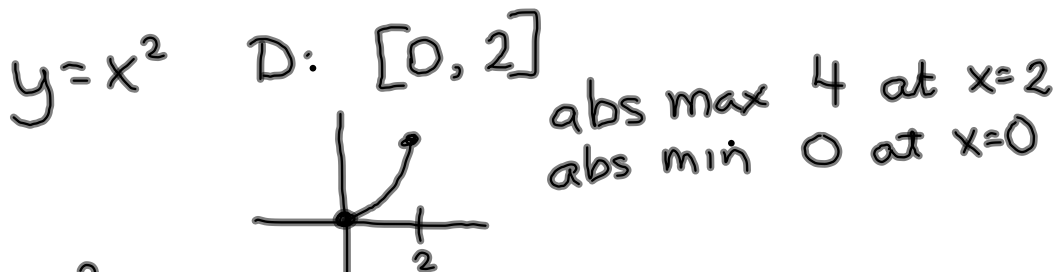 y=x² D: [0, 2]
abs max 4 at x=2
abs min 0 at x=0
2